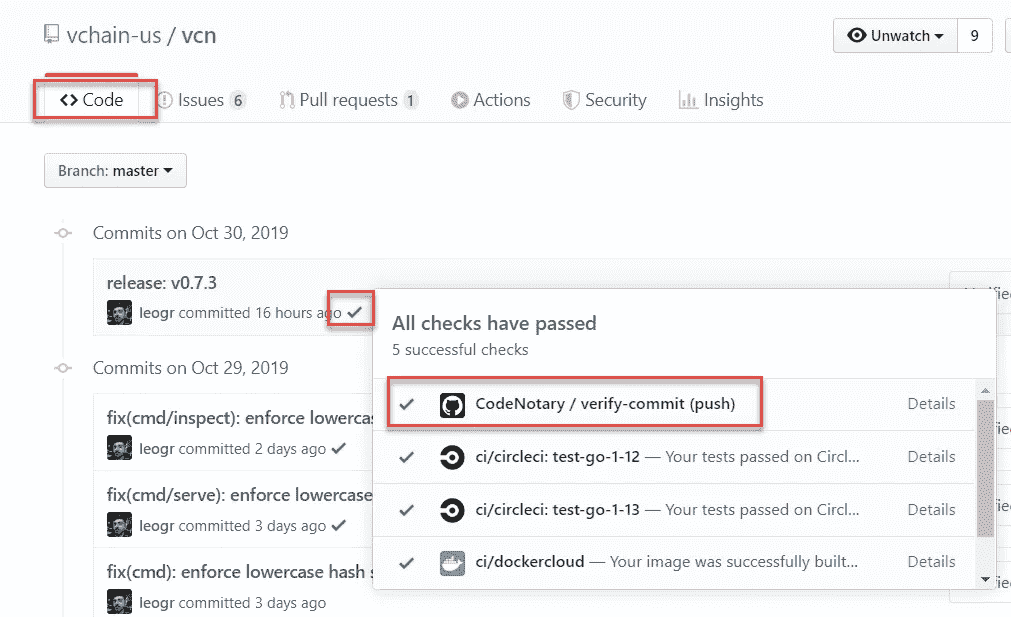 vchain-us / vcn
Unwatch 9
Code Issues 6 Pull requests 1 Actions Security Insights
Branch: master
Commits on Oct 30, 2019
release: v0.7.3
leogr committed 16 hours ago
All checks have passed
5 successful checks
Commits on Oct 29, 2019
CodeNotary / verify-commit (push) Details
fix(cmd/inspect): enforce lowerca
leogr committed 2 days ago
ci/circleci: test-go-1-12 — Your tests passed on Circl... Details
fix(cmd/serve): enforce lowercase
leogr committed 3 days ago
ci/circleci: test-go-1-13 — Your tests passed on Circl... Details
fix(cmd): enforce lowercase hash s
leogr committed 3 days ago
ci/dockercloud — Your image was successfully built... Details